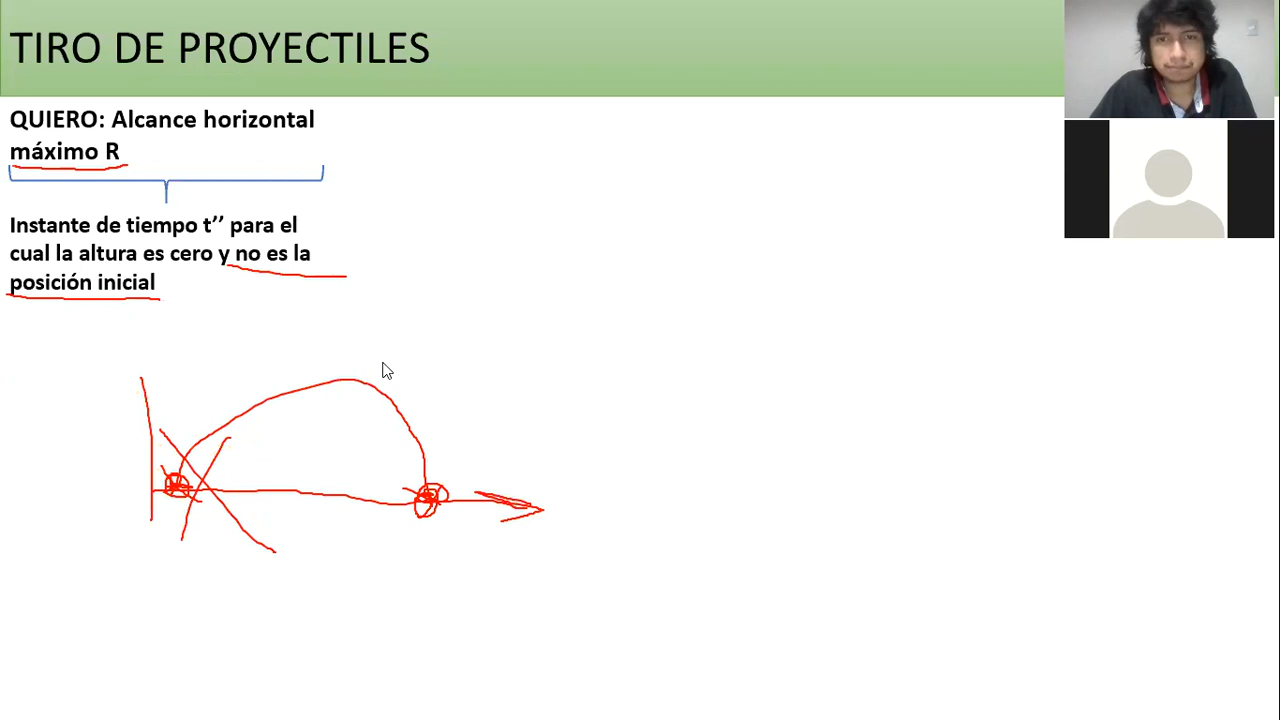 TIRO DE PROYECTILES
QUIERO: Alcance horizontal
máximo R
Instante de tiempo t’’ para el
cual la altura es cero y no es la
posición inicial